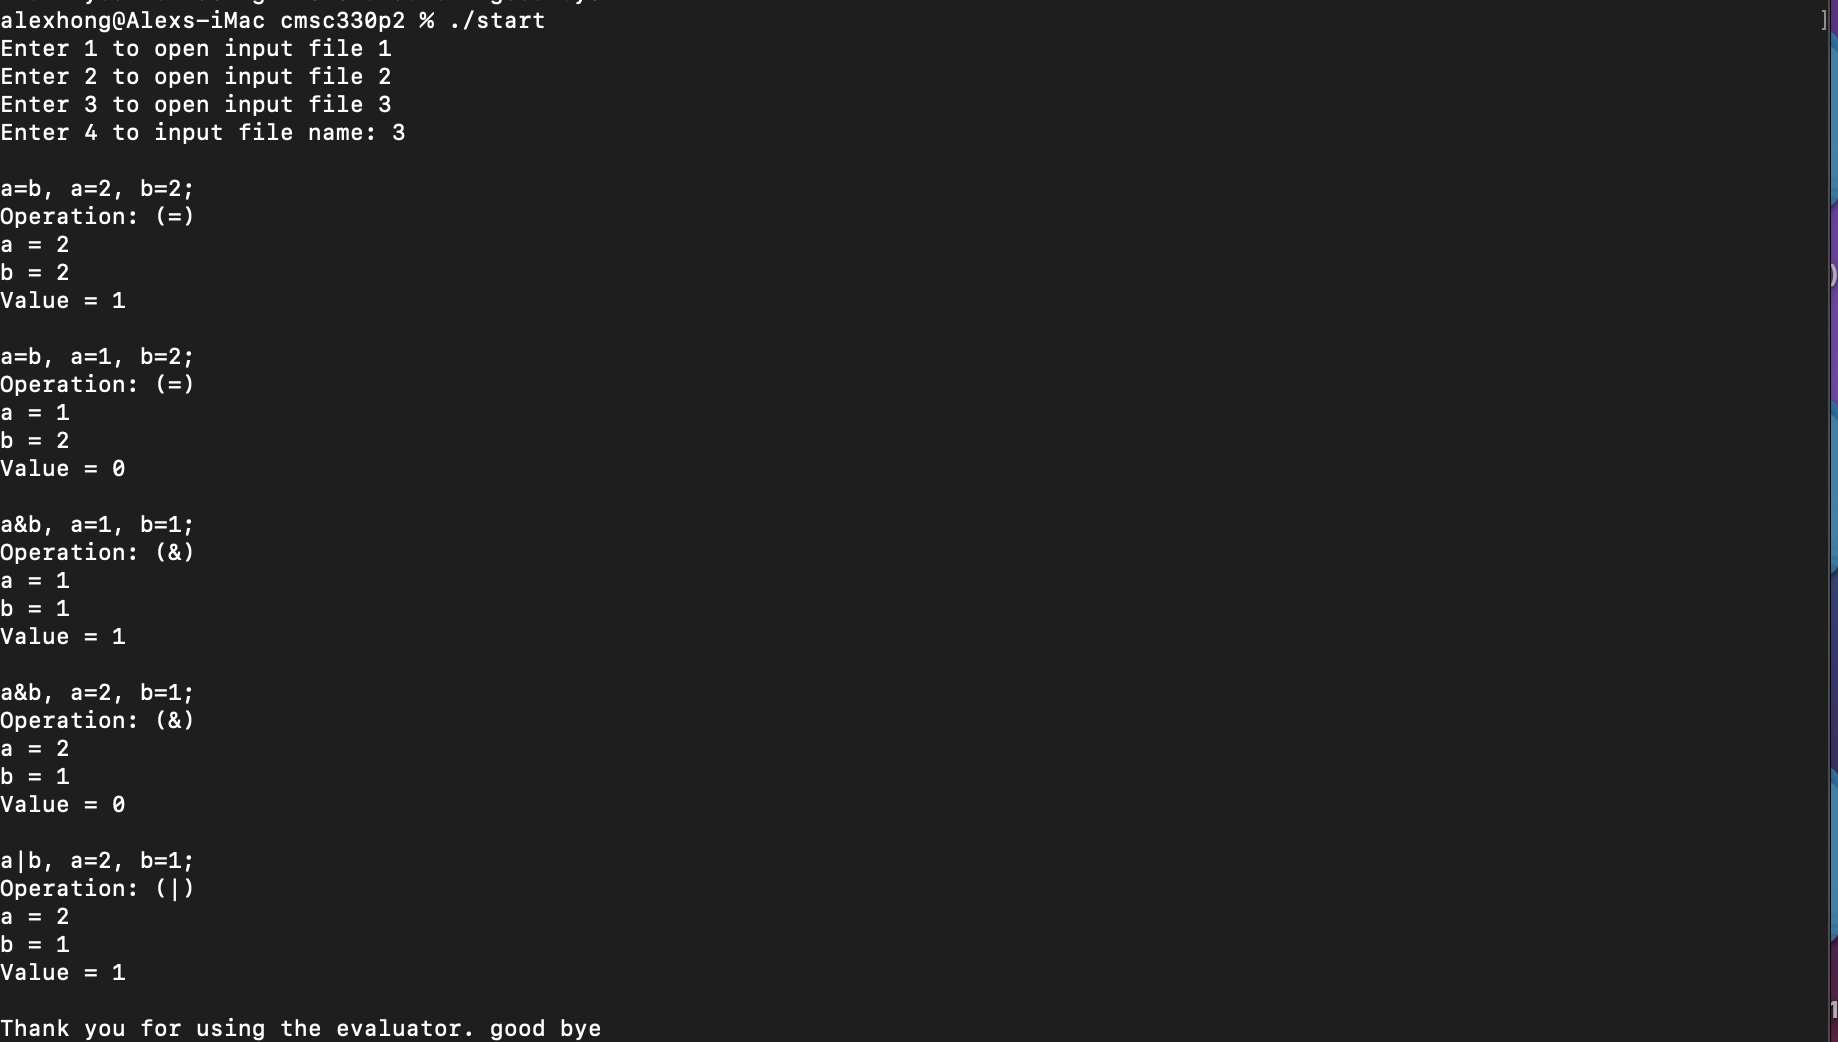 alexhong@Alexs-iMac cmsc330p2 % ./start
Enter 1 to open input file 1
Enter 2 to open input file 2
Enter 3 to open input file 3
Enter 4 to input file name: 3
a=b, a=2, b=2;
Operation: (=)
a = 2
b = 2
Value = 1
a=b, a=1, b=2;
Operation: (=)
a = 1
b = 2
Value = 0
a&b, a=1, b=1;
Operation: (&)
a = 1
b = 1
Value = 1
a&b, a=2, b=1;
Operation: (&)
a = 2
b = 1
Value = 0
a|b, a=2, b=1;
Operation: (|)
a = 2
b = 1
Value = 1
Thank you for using the evaluator. good bye